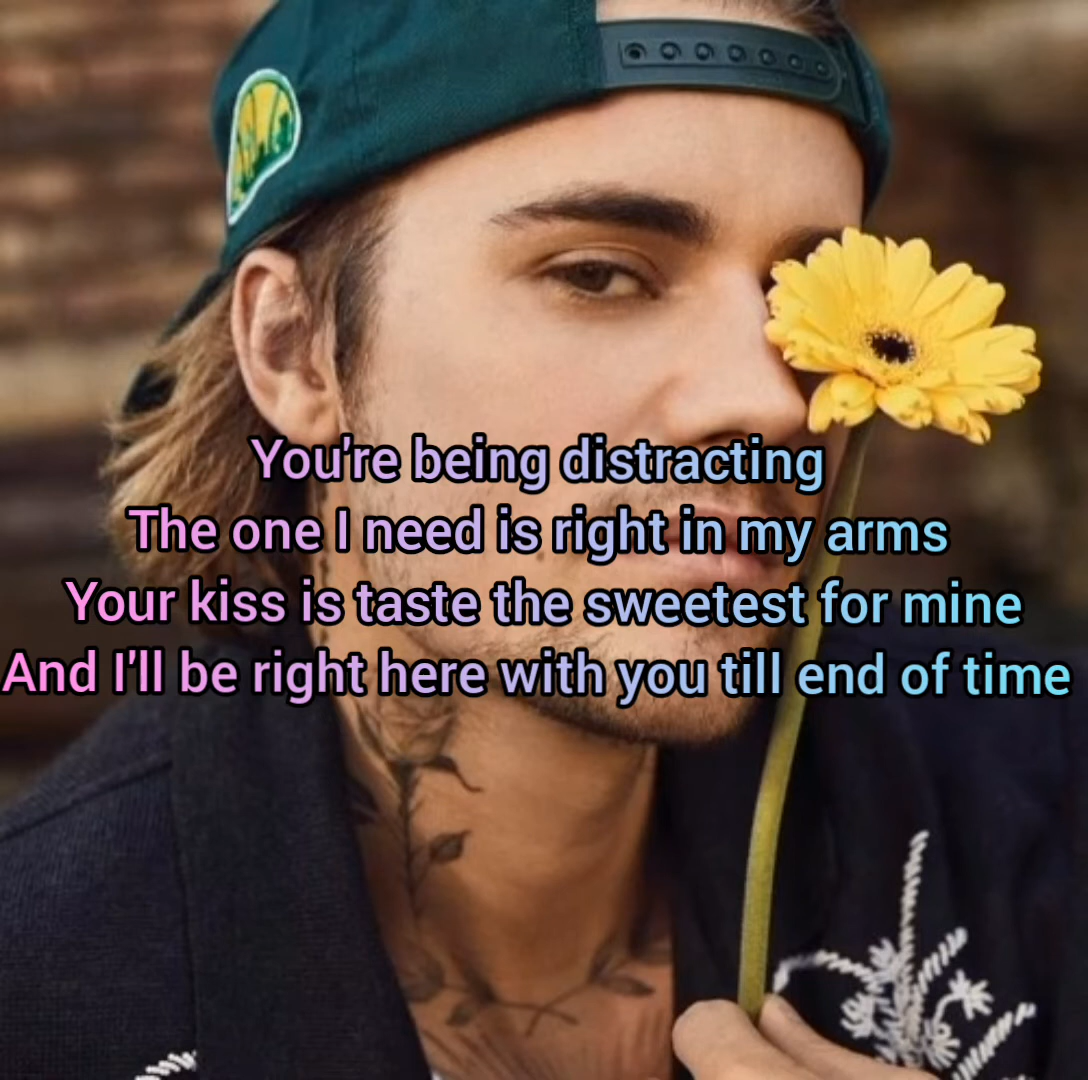 You're being distracting
The one I need is right in my arms
Your kiss is taste the sweetest for mine
And I'll be right here with you till end of time